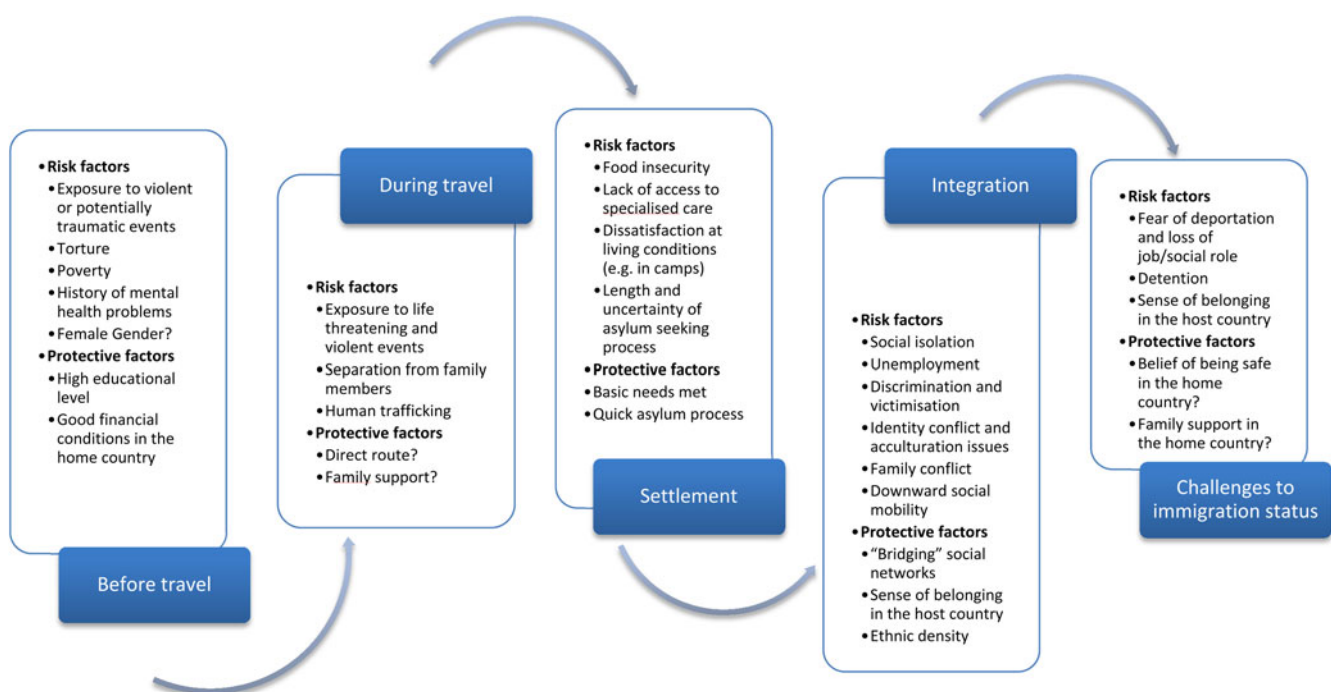 •Risk factors
•Exposure to violent
or potentially
traumatic events
•Torture
•Poverty
•History of mental
health problems
•Female Gender?
•Protective factors
•High educational
level
•Good financial
conditions in the
home country
Before travel
During travel
•Risk factors
•Exposure to life
threatening and
violent events
•Separation from family
members
•Human trafficking
•Protective factors
•Direct route?
•Family support?
•Risk factors
•Food insecurity
•Lack of access to
specialised care
•Dissatisfaction at
living conditions
(e.g. in camps)
•Length and
uncertainty of
asylum seeking
process
•Protective factors
•Basic needs met
•Quick asylum process
Settlement
Integration
•Risk factors
•Social isolation
•Unemployment
•Discrimination and
victimisation
•Identity conflict and
acculturation issues
•Family conflict
•Downward social
mobility
•Protective factors
•“Bridging” social
networks
•Sense of belonging
in the host country
•Ethnic density
•Risk factors
•Fear of deportation
and loss of
job/social role
•Detention
•Sense of belonging
in the host country
•Protective factors
•Belief of being safe
in the home
country?
•Family support in
the home country?
Challenges to
immigration status